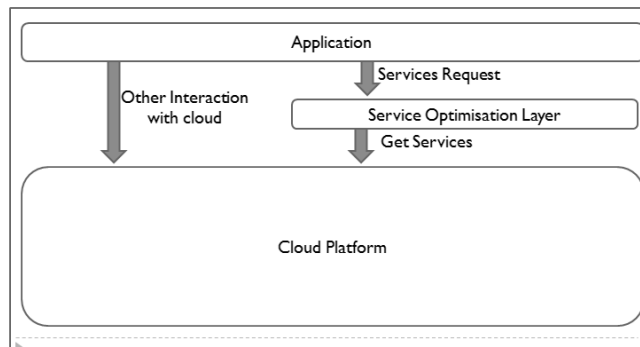 Application
Services Request
Other Interaction
with cloud
Service Optimisation Layer
Get Services
Cloud Platform